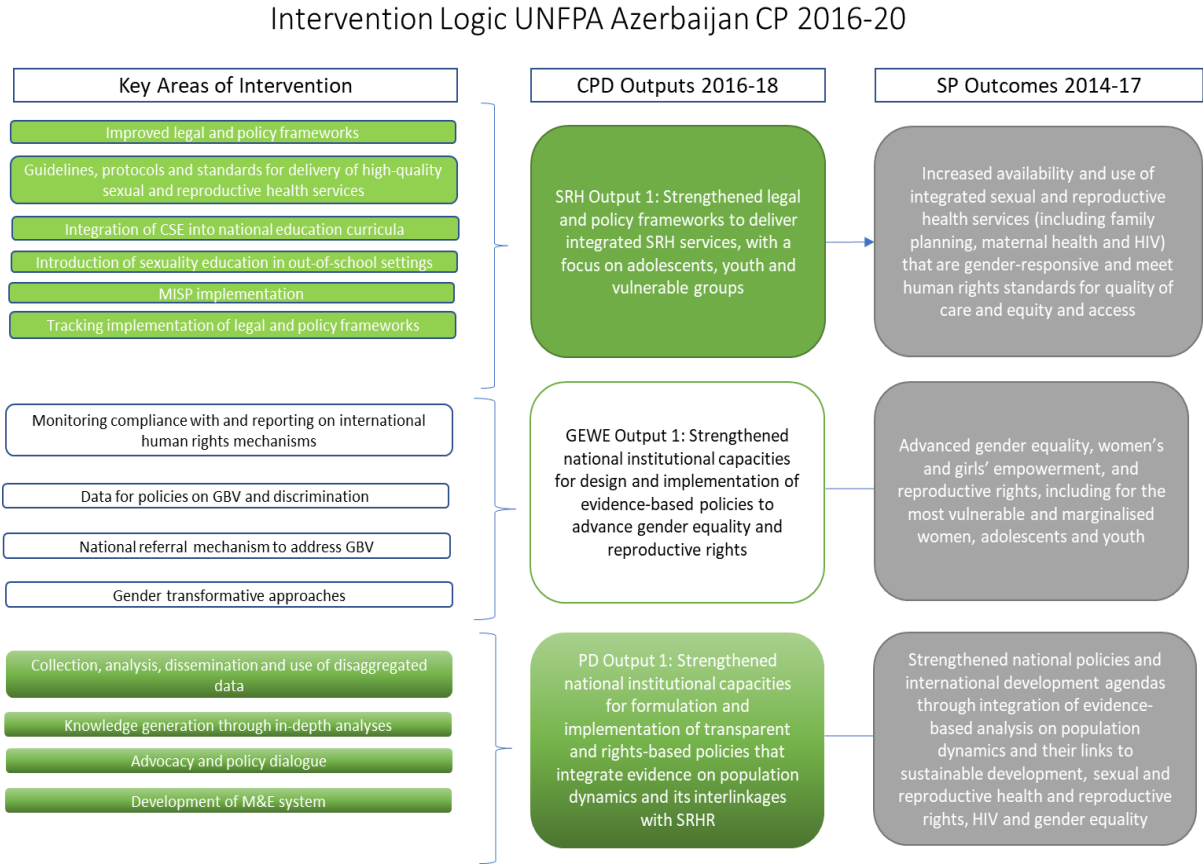 Intervention Logic UNFPA Azerbaijan CP 2016-20
Key Areas of Intervention
CPD Outputs 2016-18
SP Outcomes 2014-17
Improved legal and policy frameworks
Guidelines, protocols and standards for delivery of high-quality
sexual and reproductive health services
Integration of CSE into national education curricula
Introduction of sexuality education in out-of-school settings
MISP implementation
Tracking implementation of legal and policy frameworks
SRH Output 1: Strengthened legal
and policy frameworks to deliver
integrated SRH services, with a
focus on adolescents, youth and
vulnerable groups
Increased availability and use of
integrated sexual and reproductive
health services (including family
planning, maternal health and HIV)
that are gender-responsive and meet
human rights standards for quality of
care and equity and access
Monitoring compliance with and reporting on international
human rights mechanisms
Data for policies on GBV and discrimination
National referral mechanism to address GBV
Gender transformative approaches
GEWE Output 1: Strengthened
national institutional capacities
for design and implementation of
evidence-based policies to
advance gender equality and
reproductive rights
Advanced gender equality, women's
and girls' empowerment, and
reproductive rights, including for the
most vulnerable and marginalised
women, adolescents and youth
Collection, analysis, dissemination and use of disaggregated
data
Knowledge generation through in-depth analyses
Advocacy and policy dialogue
Development of M&E system
PD Output 1: Strengthened
national institutional capacities
for formulation and
implementation of transparent
and rights-based policies that
integrate evidence on population
dynamics and its interlinkages
with SRHR
Strengthened national policies and
international development agendas
through integration of evidence-
based analysis on population
dynamics and their links to
sustainable development, sexual and
reproductive health and reproductive
rights, HIV and gender equality